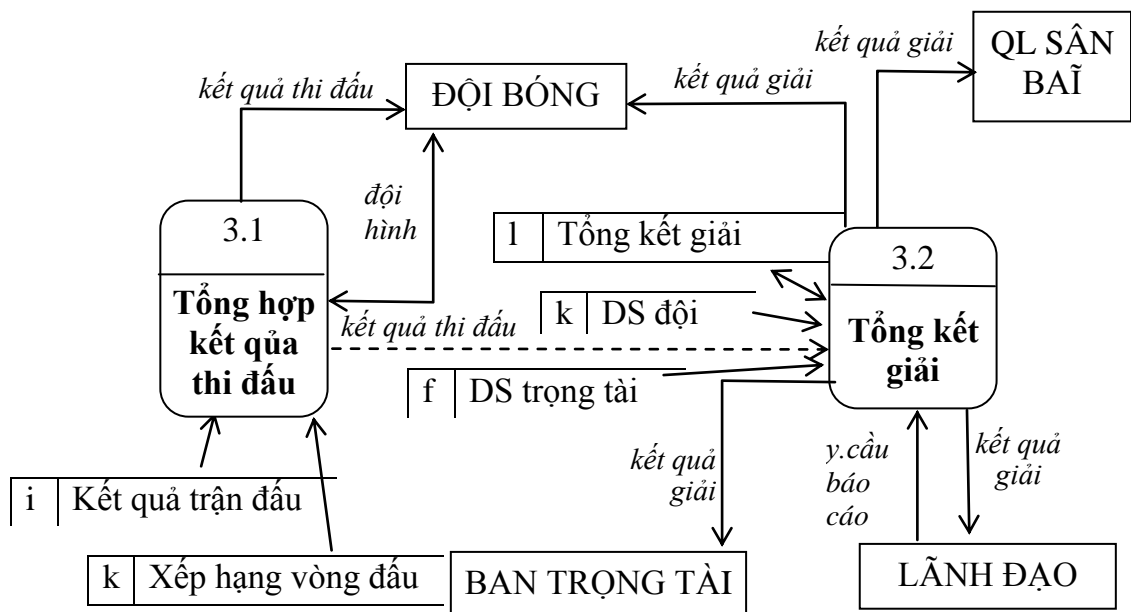 kết quả giải
QL SÂN
BAĨ
kết quả thi đấu
ĐỘI BÓNG
kết quả giải
đội
hình
3.1
Tổng hợp
kết qủa
thi đấu
l Tổng kết giải
3.2
Tổng kết
giải
k DS đội
kết quả thi đấu
f DS trọng tài
kết quả
giải
y.cầu
báo
cáo
kết quả
giải
i Kết quả trận đấu
k Xếp hạng vòng đấu
BAN TRỌNG TÀI
LÃNH ĐẠO